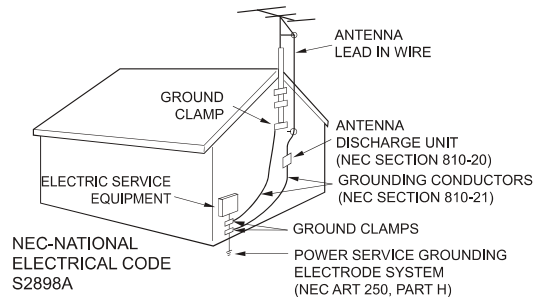 ANTENNA
LEAD IN WIRE
GROUND
CLAMP
ANTENNA
DISCHARGE UNIT
(NEC SECTION 810-20)
ELECTRIC SERVICE
EQUIPMENT
GROUNDING CONDUCTORS
(NEC SECTION 810-21)
GROUND CLAMPS
NEC-NATIONAL
ELECTRICAL CODE
S2898A
POWER SERVICE GROUNDING
ELECTRODE SYSTEM
(NEC ART 250, PART H)